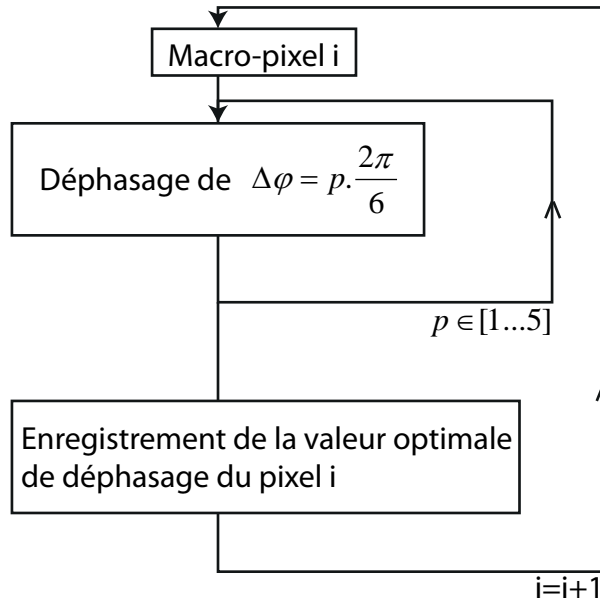 Macro-pixel i
Déphasage de Δφ = p.2π/6
p ∈ [1...5]
Enregistrement de la valeur optimale
de déphasage du pixel i
i=i+1